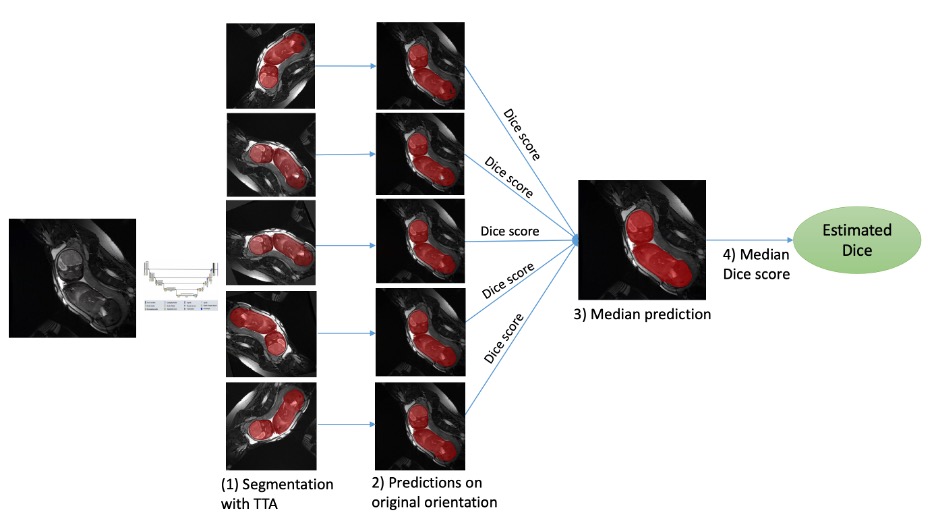 Dice score
Dice score
Dice score
Dice score
Dice score
(1) Segmentation
with TTA
2) Predictions on
original orientation
3) Median prediction
4) Median
Dice score
Estimated
Dice